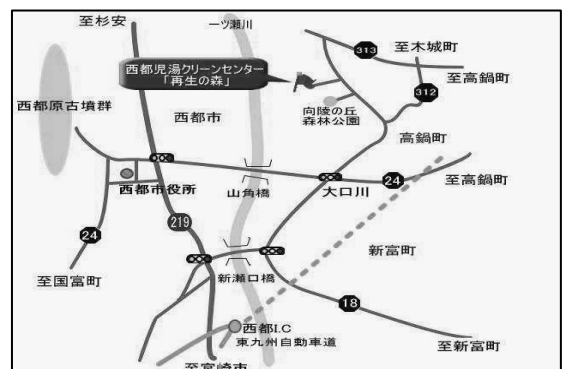 至杉安
一ツ瀬川
313
至木城町
西都児湯クリーンセンター
「再生の森」
至高鍋町
312
西都原古墳群
西都市
向陵の丘
森林公園
高鍋町
西都市役所
山角橋
大口川
24
至高鍋町
219
24
新富町
至国富町
新瀬口橋
18
西都I.C
東九州自動車道
至新富町
至宮崎市